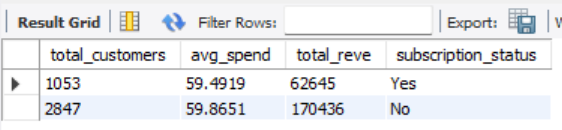 Result Grid Filter Rows: Export:
total_customers avg_spend total_reve subscription_status
1053 59.4919 62645 Yes
2847 59.8651 170436 No